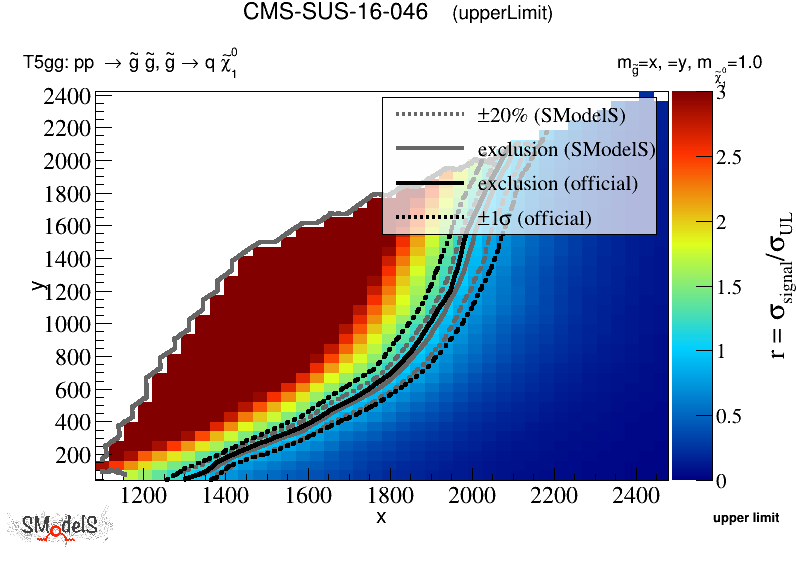 CMS-SUS-16-046 (upperLimit)
T5gg: pp → g̃ g̃, g̃ → q χ̃₁⁰
m_g̃=x, =y, m_χ̃₁⁰=1.0
±20% (SModelS)
exclusion (SModelS)
exclusion (official)
±1σ (official)
2400
2200
2000
1800
1600
1400
1200
1000
800
600
400
200
y
1200 1400 1600 1800 2000 2200 2400
x
3
2.5
2
1.5
1
0.5
0
r = σ_signal/σ_UL
SModelS
upper limit